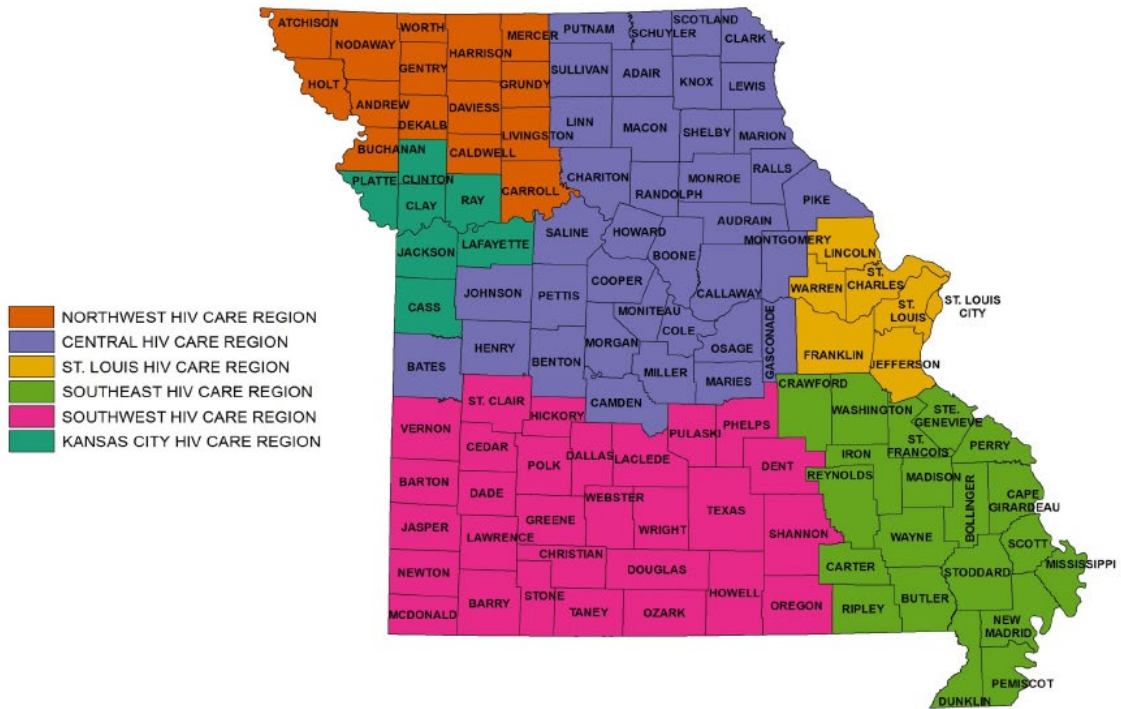 ATCHISON
NODAWAY
WORTH
HARRISON
MERCER
PUTNAM
SCHUYLER
SCOTLAND
CLARK
HOLT
GENTRY
GRUNDY
SULLIVAN
ADAIR
KNOX
LEWIS
ANDREW
DEKALB
DAVIESS
LIVINGSTON
LINN
MACON
SHELBY
MARION
BUCHANAN
CALDWELL
CARROLL
CHARITON
RANDOLPH
MONROE
RALLS
PIKE
PLATTE
CLINTON
CLAY
RAY
AUDRAIN
JACKSON
LAFAYETTE
SALINE
HOWARD
BOONE
MONTGOMERY
LINCOLN
CASS
JOHNSON
PETTIS
COOPER
MONITEAU
CALLAWAY
WARREN
ST.
CHARLES
ST.
LOUIS
ST. LOUIS
CITY
NORTHWEST HIV CARE REGION
CENTRAL HIV CARE REGION
ST. LOUIS HIV CARE REGION
SOUTHEAST HIV CARE REGION
SOUTHWEST HIV CARE REGION
KANSAS CITY HIV CARE REGION
BATES
HENRY
BENTON
MORGAN
COLE
MILLER
OSAGE
MARIES
GASCONADE
FRANKLIN
JEFFERSON
VERNON
ST. CLAIR
HICKORY
CAMDEN
PULASKI
PHELPS
CRAWFORD
WASHINGTON
STE.
GENEVIEVE
CEDAR
POLK
DALLAS
LACLEDE
DENT
IRON
ST.
FRANCOIS
PERRY
BARTON
DADE
WEBSTER
TEXAS
REYNOLDS
MADISON
BOLLINGER
CAPE
GIRARDEAU
JASPER
LAWRENCE
GREENE
WRIGHT
SHANNON
WAYNE
SCOTT
NEWTON
CHRISTIAN
DOUGLAS
CARTER
STODDARD
MISSISSIPPI
MCDONALD
BARRY
STONE
TANEY
OZARK
HOWELL
OREGON
RIPLEY
BUTLER
NEW
MADRID
DUNKLIN
PEMISCOT